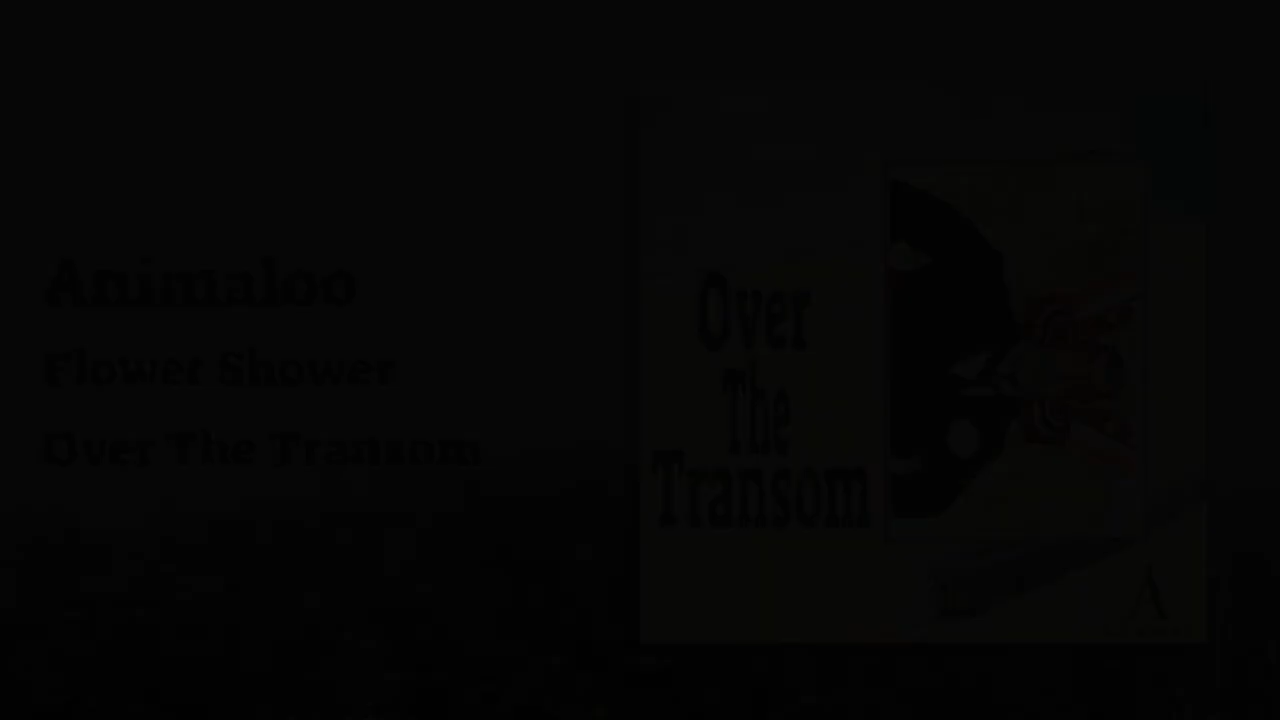 Animaloo
Flower Shower
Over The Transom
Over
The
Transom
A